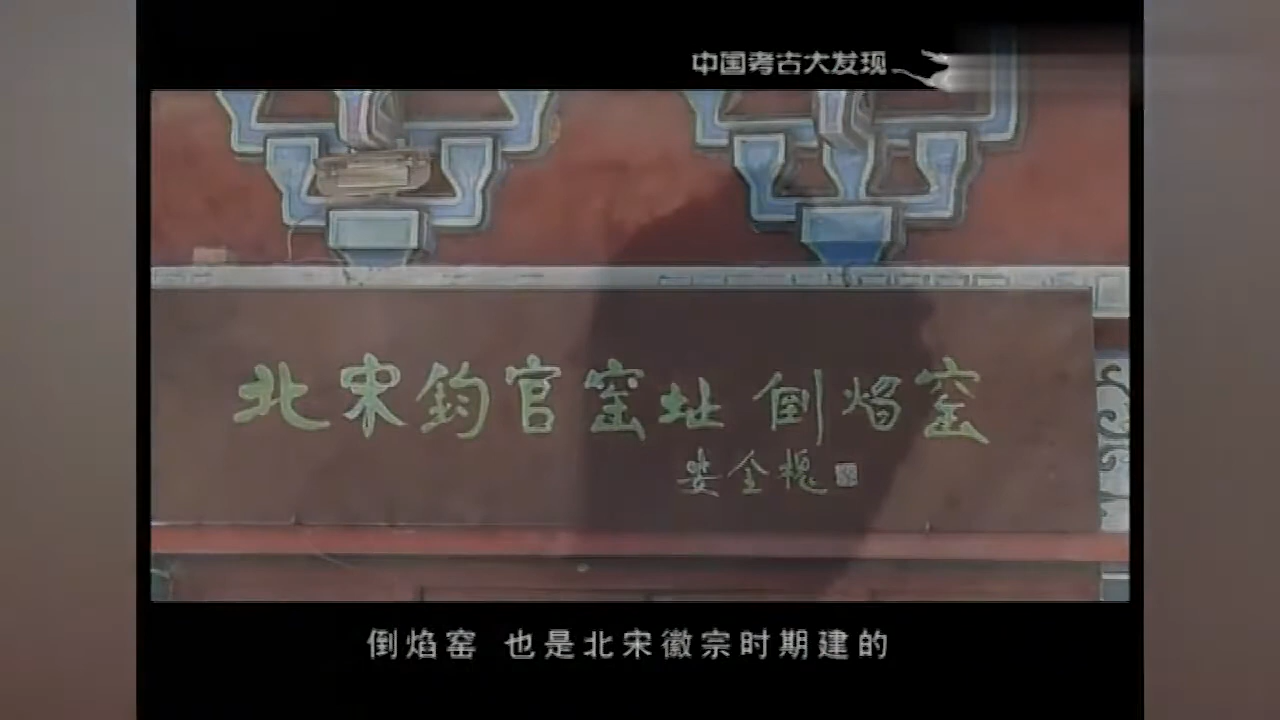 中国考古大发现
北宋鈞官窑址 倒焰窑
安金槐
倒焰窑 也是北宋徽宗时期建的